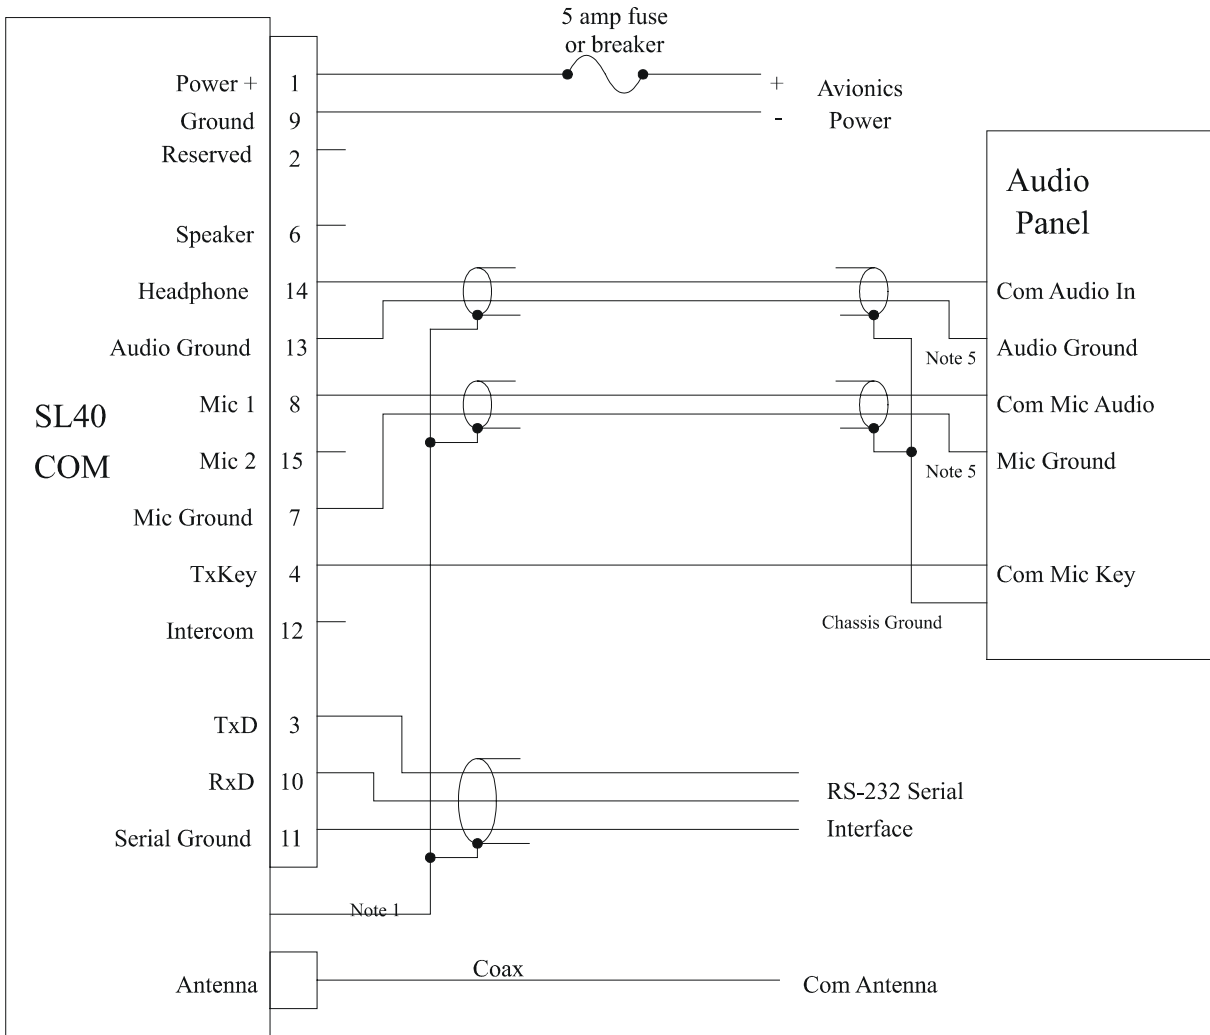 5 amp fuse
or breaker
Power + 1
+ Avionics
Ground 9
- Power
Reserved 2
Audio
Panel
Speaker 6
Headphone 14
Com Audio In
Audio Ground 13
Note 5 Audio Ground
SL40
COM
Mic 1 8
Com Mic Audio
Mic 2 15
Note 5 Mic Ground
Mic Ground 7
TxKey 4
Com Mic Key
Intercom 12
Chassis Ground
TxD 3
RxD 10
RS-232 Serial
Interface
Serial Ground 11
Note 1
Antenna
Coax
Com Antenna